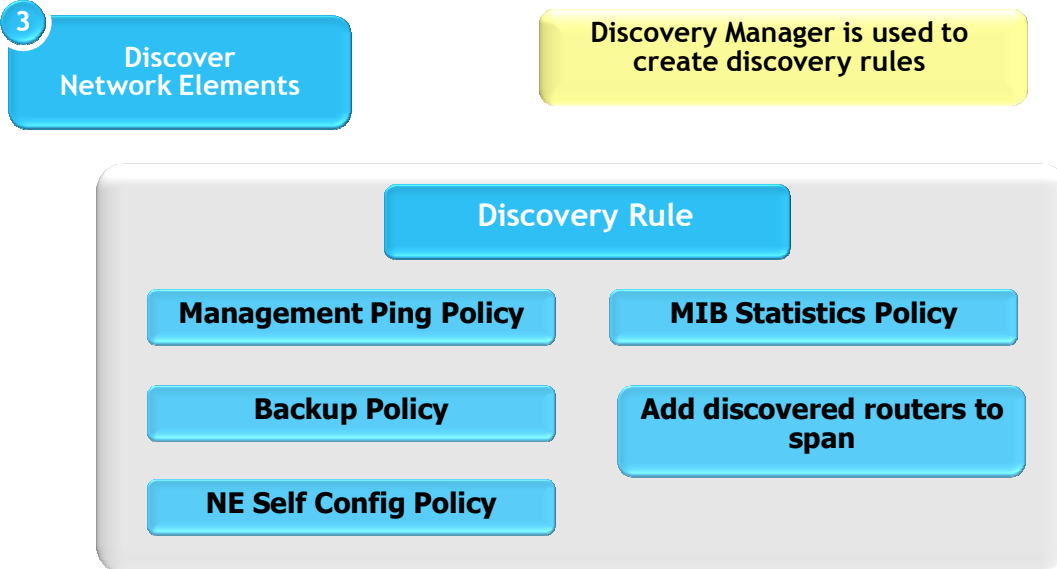 3
Discover
Network Elements
Discovery Manager is used to
create discovery rules
Discovery Rule
Management Ping Policy
MIB Statistics Policy
Backup Policy
Add discovered routers to
span
NE Self Config Policy